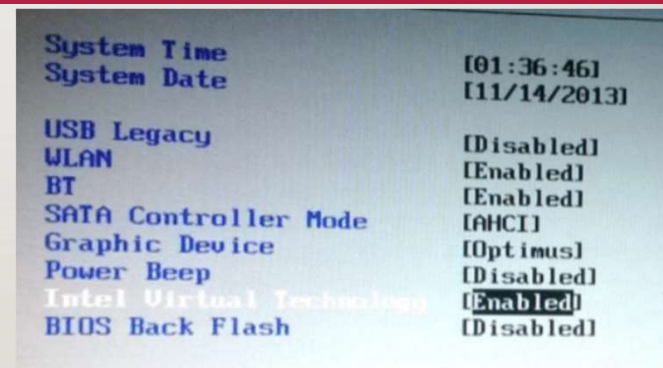 System Time [01:36:46]
System Date [11/14/2013]
USB Legacy [Disabled]
WLAN [Enabled]
BT [Enabled]
SATA Controller Mode [AHCI]
Graphic Device [Optimus]
Power Beep [Disabled]
Intel Virtual Technology [Enabled]
BIOS Back Flash [Disabled]